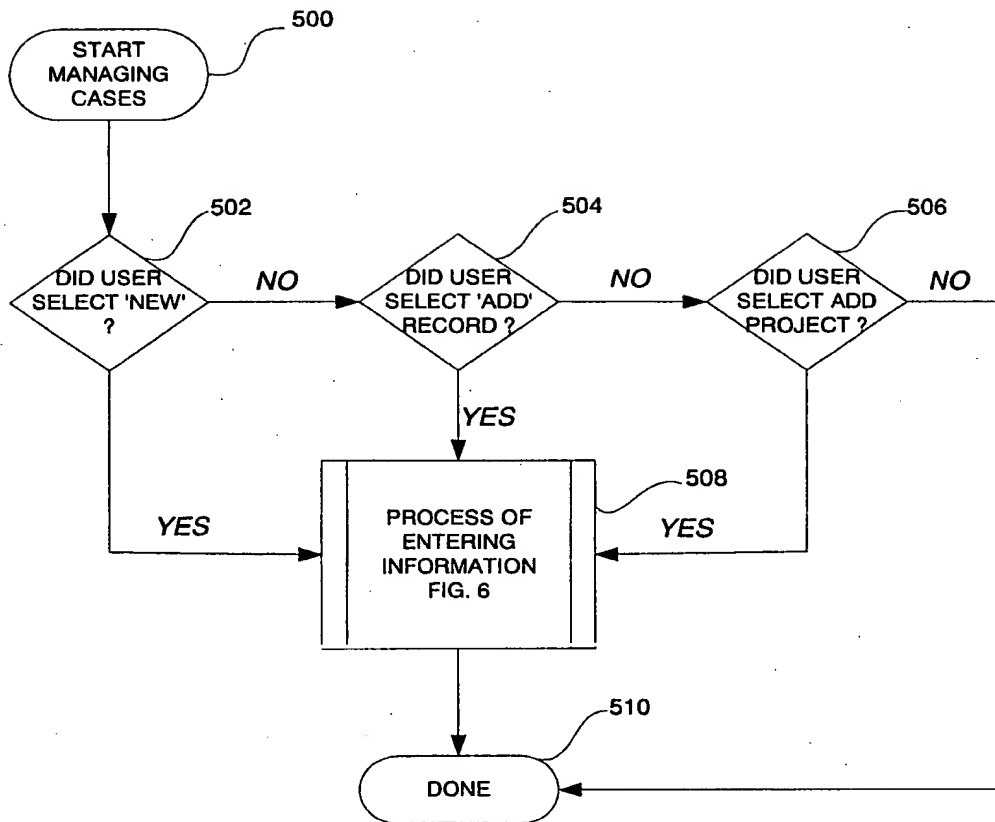 500
START
MANAGING
CASES
502
504
506
DID USER
SELECT 'NEW'
?
NO
DID USER
SELECT 'ADD'
RECORD ?
NO
DID USER
SELECT ADD
PROJECT ?
NO
YES
YES
YES
508
PROCESS OF
ENTERING
INFORMATION
FIG. 6
510
DONE